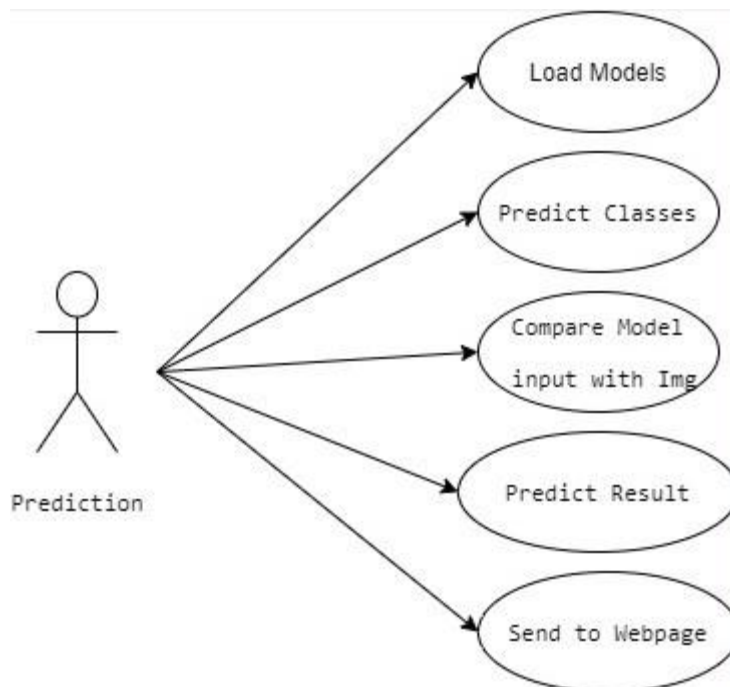 Load Models
Predict Classes
Compare Model
input with Img
Prediction
Predict Result
Send to Webpage